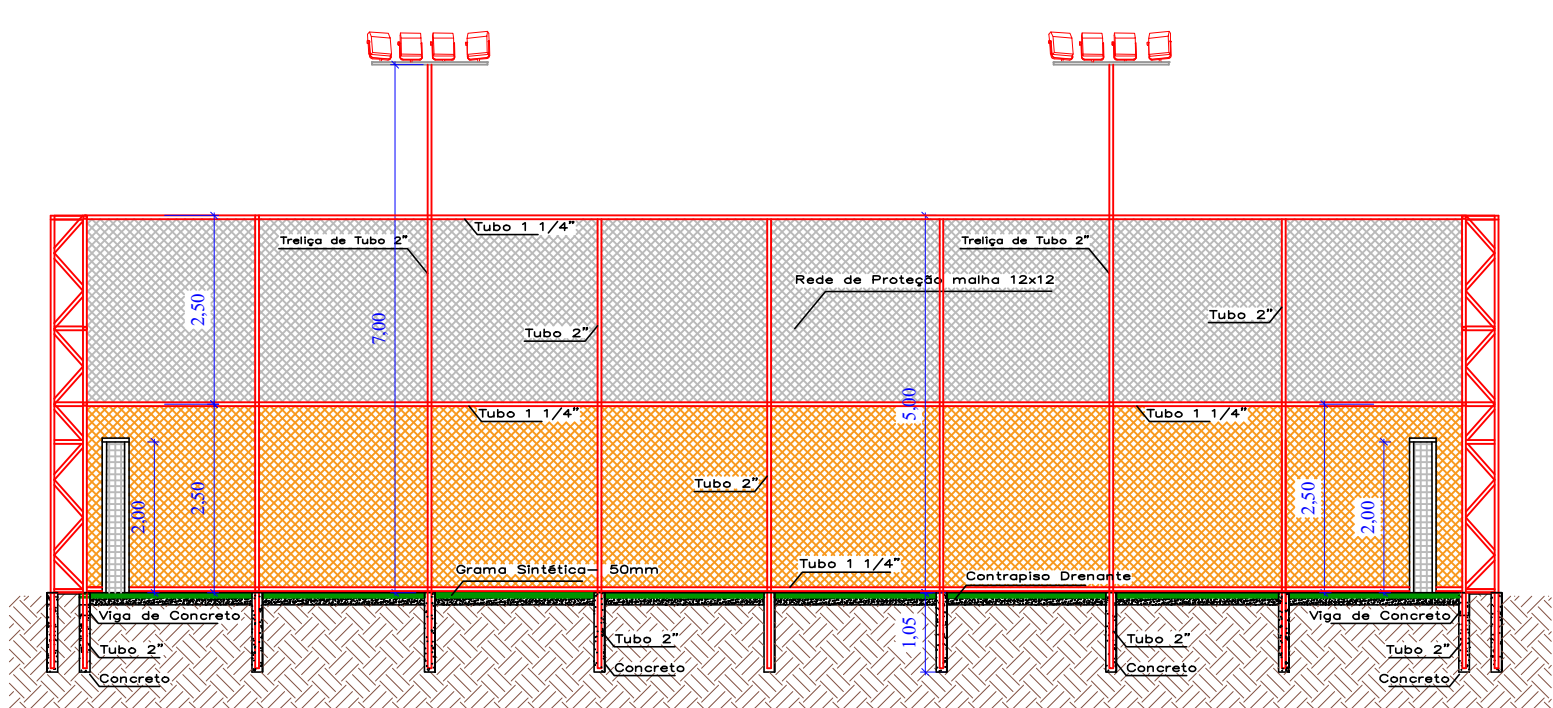 Tubo 1 1/4"
Treliça de Tubo 2"
Treliça de Tubo 2"
Rede de Proteção malha 12x12
2,50
7,00
Tubo 2"
Tubo 2"
5,00
Tubo 1 1/4"
Tubo 1 1/4"
2,00
2,50
Tubo 2"
2,50
2,00
Grama Sintética- 50mm
Tubo 1 1/4"
Contrapiso Drenante
Viga de Concreto
Viga de Concreto
1,05
Tubo 2"
Tubo 2"
Tubo 2"
Tubo 2"
Concreto
Concreto
Concreto
Concreto